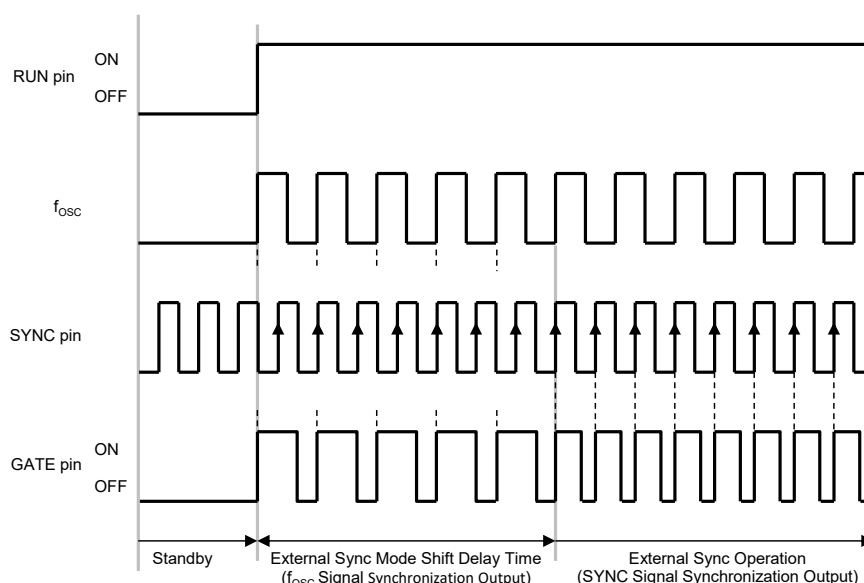 ON
RUN pin
OFF
fOSC
SYNC pin
ON
GATE pin
OFF
Standby
External Sync Mode Shift Delay Time
(fOSC Signal Synchronization Output)
External Sync Operation
(SYNC Signal Synchronization Output)